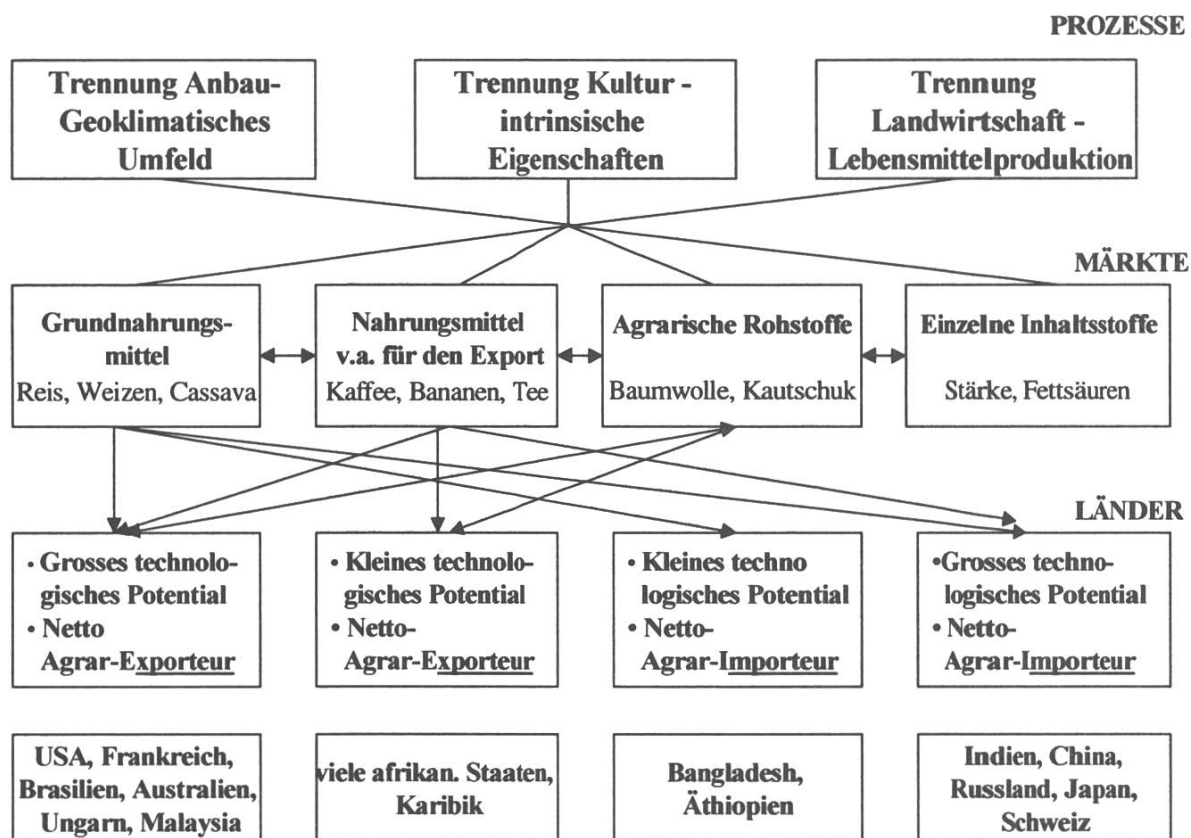 PROZESSE
Trennung Anbau-
Geoklimatisches
Umfeld
Trennung Kultur -
intrinsische
Eigenschaften
Trennung
Landwirtschaft -
Lebensmittelproduktion
MÄRKTE
Grundnahrungs-
mittel
Reis, Weizen, Cassava
Nahrungsmittel
v.a. für den Export
Kaffee, Bananen, Tee
Agrarische Rohstoffe
Baumwolle, Kautschuk
Einzelne Inhaltsstoffe
Stärke, Fettsäuren
LÄNDER
• Grosses technolo-
gisches Potential
• Netto
Agrar-Exporteur
• Kleines technolo-
gisches Potential
• Netto-
Agrar-Exporteur
• Kleines techno
logisches Potential
• Netto-
Agrar-Importeur
•Grosses techno-
logisches Potential
• Netto-
Agrar-Importeur
USA, Frankreich,
Brasilien, Australien,
Ungarn, Malaysia
viele afrikan. Staaten,
Karibik
Bangladesh,
Äthiopien
Indien, China,
Russland, Japan,
Schweiz